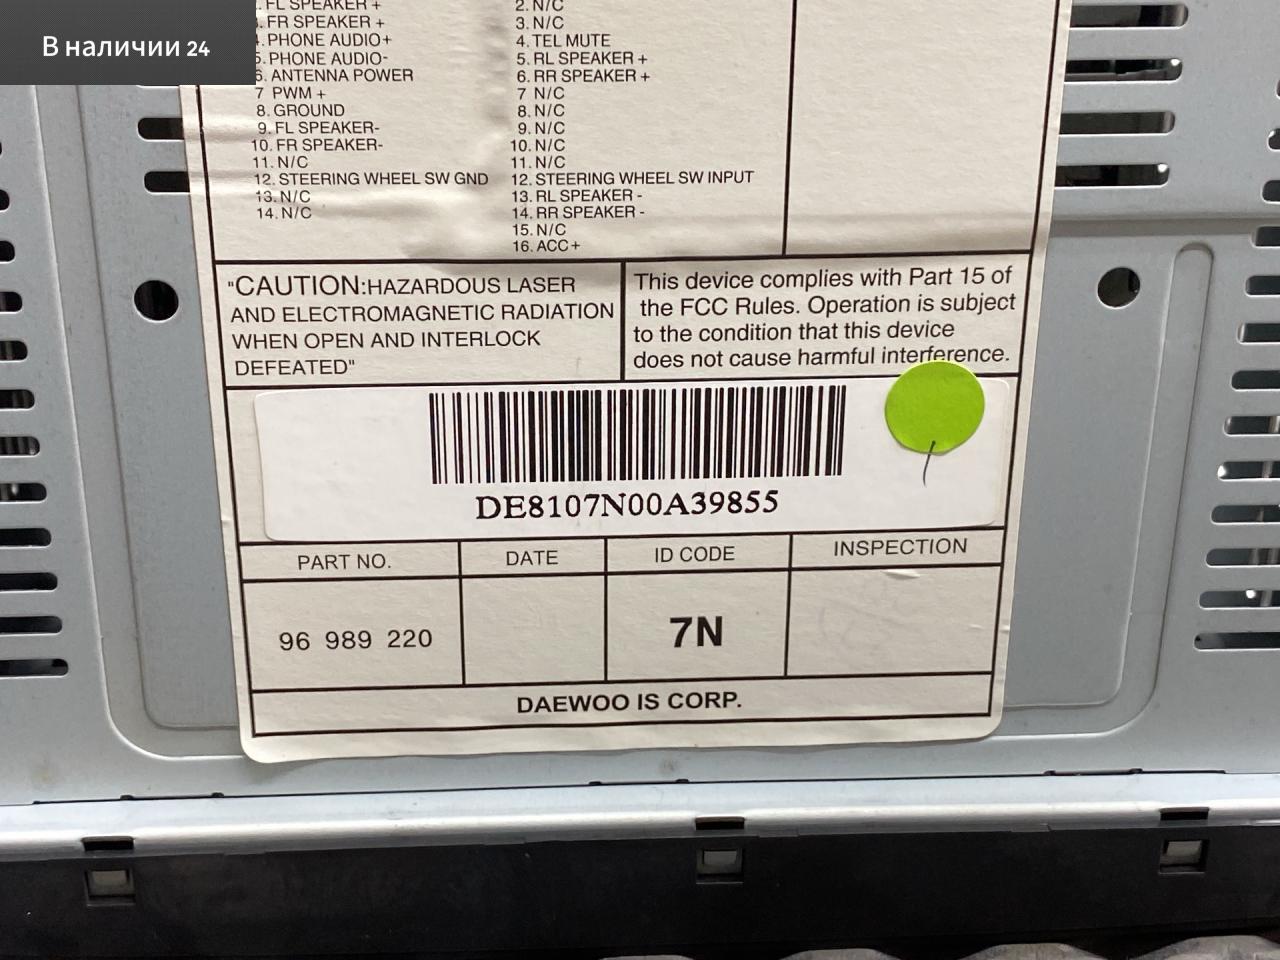 В наличии 24
FL SPEAKER +
FR SPEAKER +
PHONE AUDIO+
PHONE AUDIO-
6. ANTENNA POWER
7 PWM +
8. GROUND
9. FL SPEAKER-
10. FR SPEAKER-
11. N/C
12. STEERING WHEEL SW GND
13. N/C
14. N/C
2. N/C
3. N/C
4. TEL MUTE
5. RL SPEAKER +
6. RR SPEAKER +
7 N/C
8. N/C
9. N/C
10. N/C
11. N/C
12. STEERING WHEEL SW INPUT
13. RL SPEAKER -
14. RR SPEAKER -
15. N/C
16. ACC+
"CAUTION:HAZARDOUS LASER
AND ELECTROMAGNETIC RADIATION
WHEN OPEN AND INTERLOCK
DEFEATED"
This device complies with Part 15 of
the FCC Rules. Operation is subject
to the condition that this device
does not cause harmful interference.
DE8107N00A39855
PART NO. DATE ID CODE INSPECTION
96 989 220 7N
DAEWOO IS CORP.